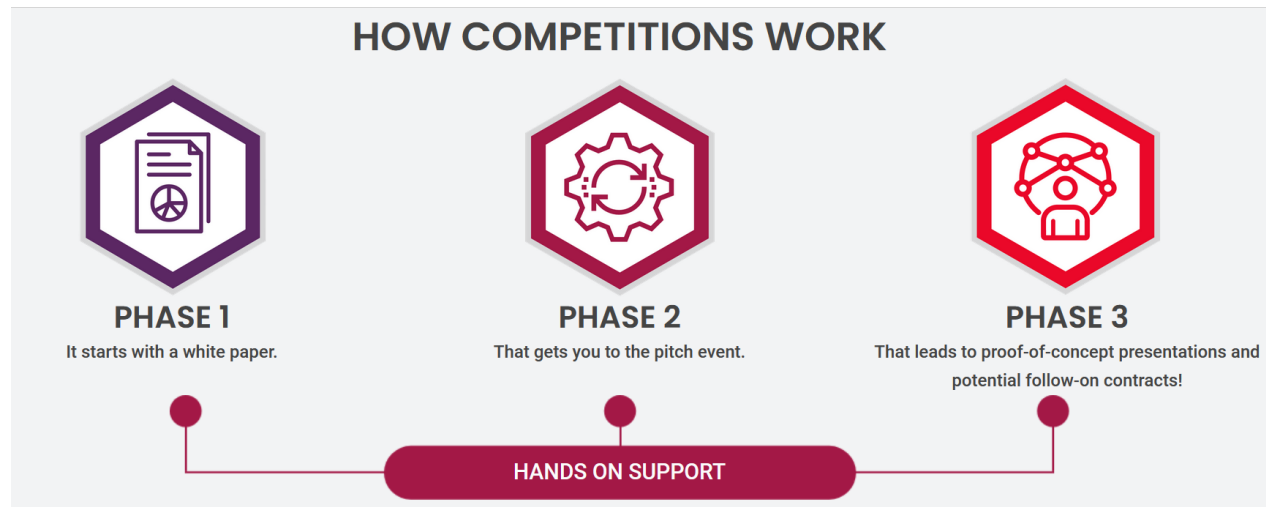 HOW COMPETITIONS WORK
PHASE 1
It starts with a white paper.
PHASE 2
That gets you to the pitch event.
PHASE 3
That leads to proof-of-concept presentations and
potential follow-on contracts!
HANDS ON SUPPORT